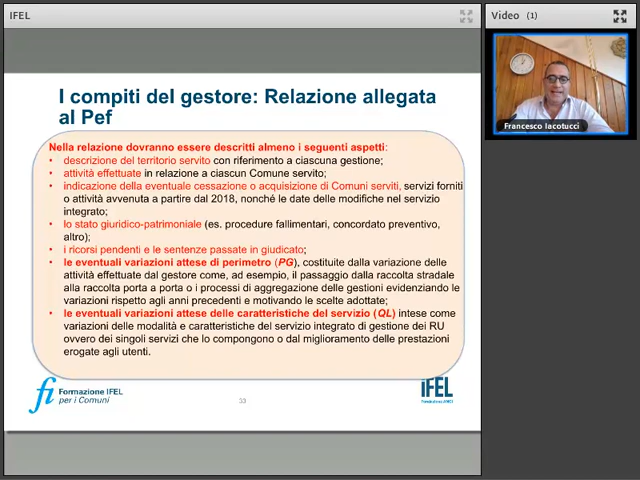 IFEL
Video (1)
Francesco Iacotucci
I compiti del gestore: Relazione allegata
al Pef
Nella relazione dovranno essere descritti almeno i seguenti aspetti:
• descrizione del territorio servito con riferimento a ciascuna gestione;
• attività effettuate in relazione a ciascun Comune servito;
• indicazione della eventuale cessazione o acquisizione di Comuni serviti, servizi forniti
o attività avvenuta a partire dal 2018, nonché le date delle modifiche nel servizio
integrato;
• lo stato giuridico-patrimoniale (es. procedure fallimentari, concordato preventivo,
altro);
• i ricorsi pendenti e le sentenze passate in giudicato;
• le eventuali variazioni attese di perimetro (PG), costituite dalla variazione delle
attività effettuate dal gestore come, ad esempio, il passaggio dalla raccolta stradale
alla raccolta porta a porta o i processi di aggregazione delle gestioni evidenziando le
variazioni rispetto agli anni precedenti e motivando le scelte adottate;
• le eventuali variazioni attese delle caratteristiche del servizio (QL) intese come
variazioni delle modalità e caratteristiche del servizio integrato di gestione dei RU
ovvero dei singoli servizi che lo compongono o dal miglioramento delle prestazioni
erogate agli utenti.
fi Formazione IFEL
per i Comuni
53
iFEL
Fondazione ANCI